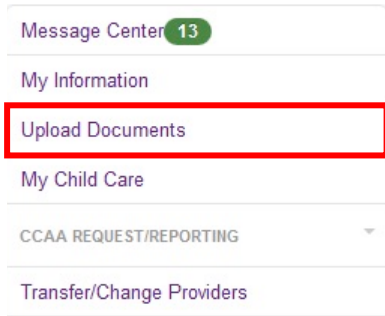 Message Center 13
My Information
Upload Documents
My Child Care
CCAA REQUEST/REPORTING
Transfer/Change Providers